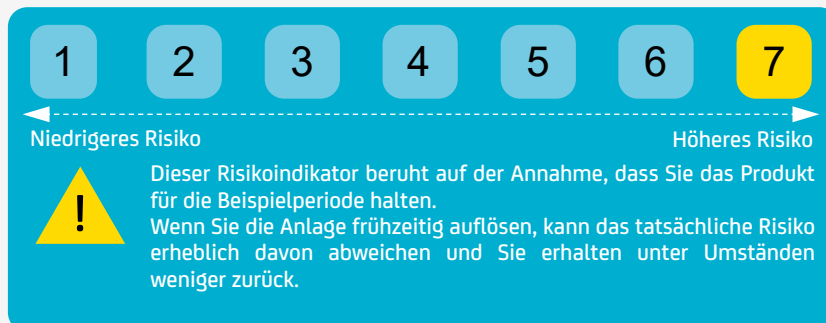 1 2 3 4 5 6 7
Niedrigeres Risiko Höheres Risiko
Dieser Risikoindikator beruht auf der Annahme, dass Sie das Produkt
für die Beispielperiode halten.
!
Wenn Sie die Anlage frühzeitig auflösen, kann das tatsächliche Risiko
erheblich davon abweichen und Sie erhalten unter Umständen
weniger zurück.